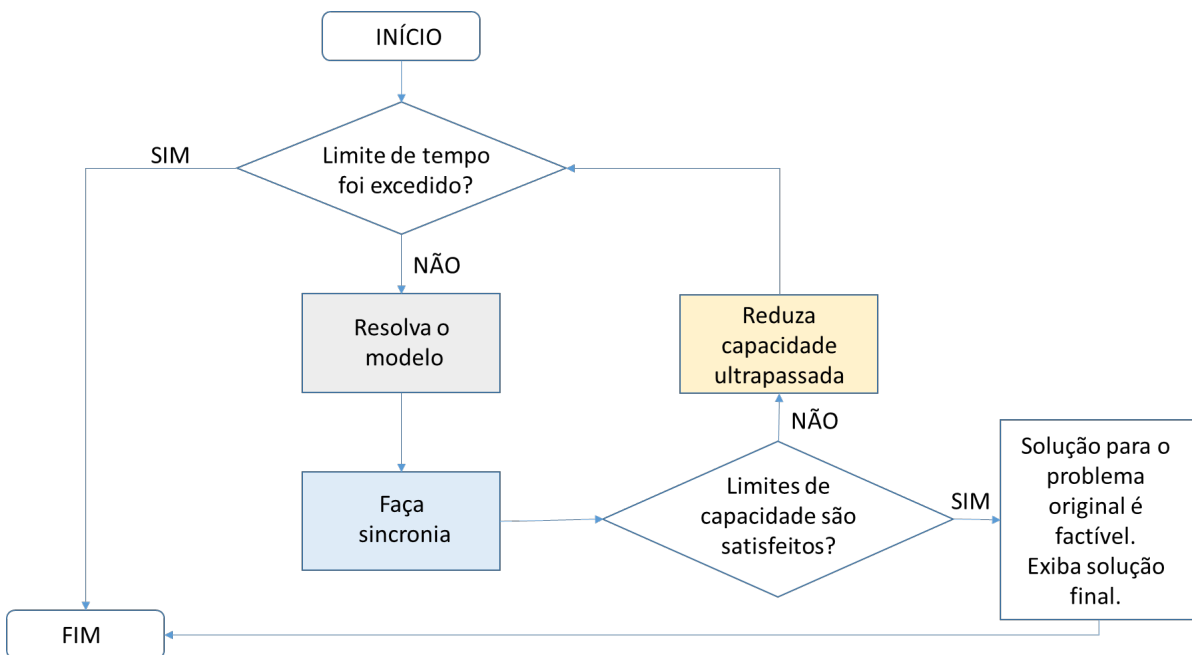 INÍCIO
SIM
Limite de tempo
foi excedido?
NÃO
Resolva o
modelo
Faça
sincronia
Reduza
capacidade
ultrapassada
NÃO
Limites de
capacidade são
satisfeitos?
SIM
Solução para o
problema
original é
factível.
Exiba solução
final.
FIM